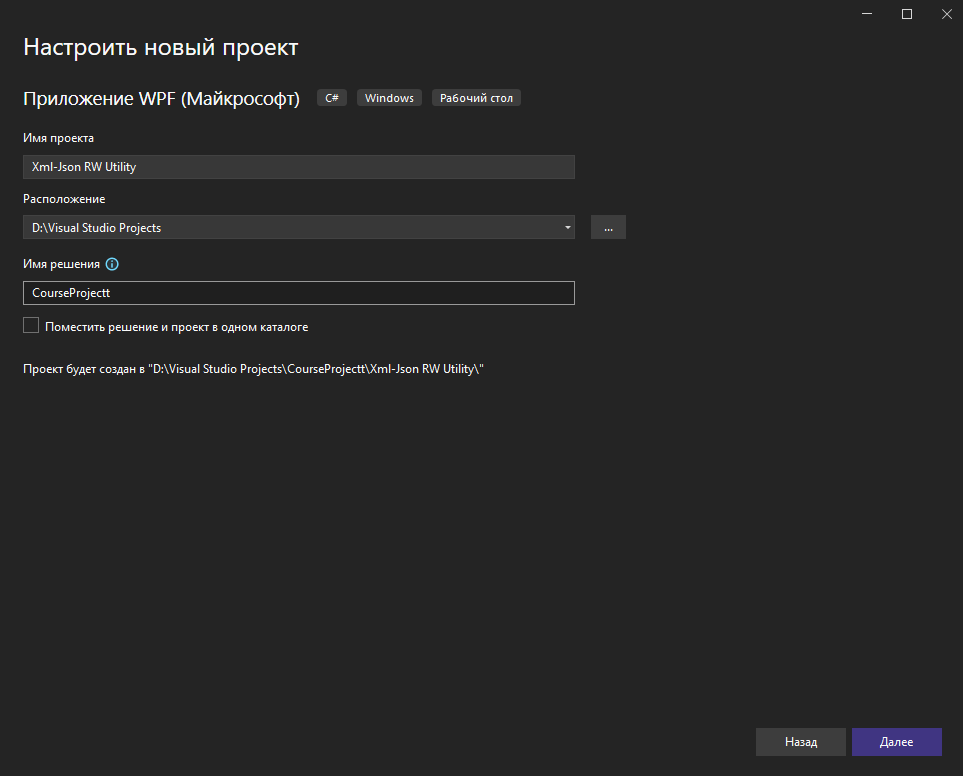 Настроить новый проект
Приложение WPF (Майкрософт) C# Windows Рабочий стол
Имя проекта
Xml-Json RW Utility
Расположение
D:\Visual Studio Projects ...
Имя решения
CourseProjectt
Поместить решение и проект в одном каталоге
Проект будет создан в "D:\Visual Studio Projects\CourseProjectt\Xml-Json RW Utility\"
Назад Далее